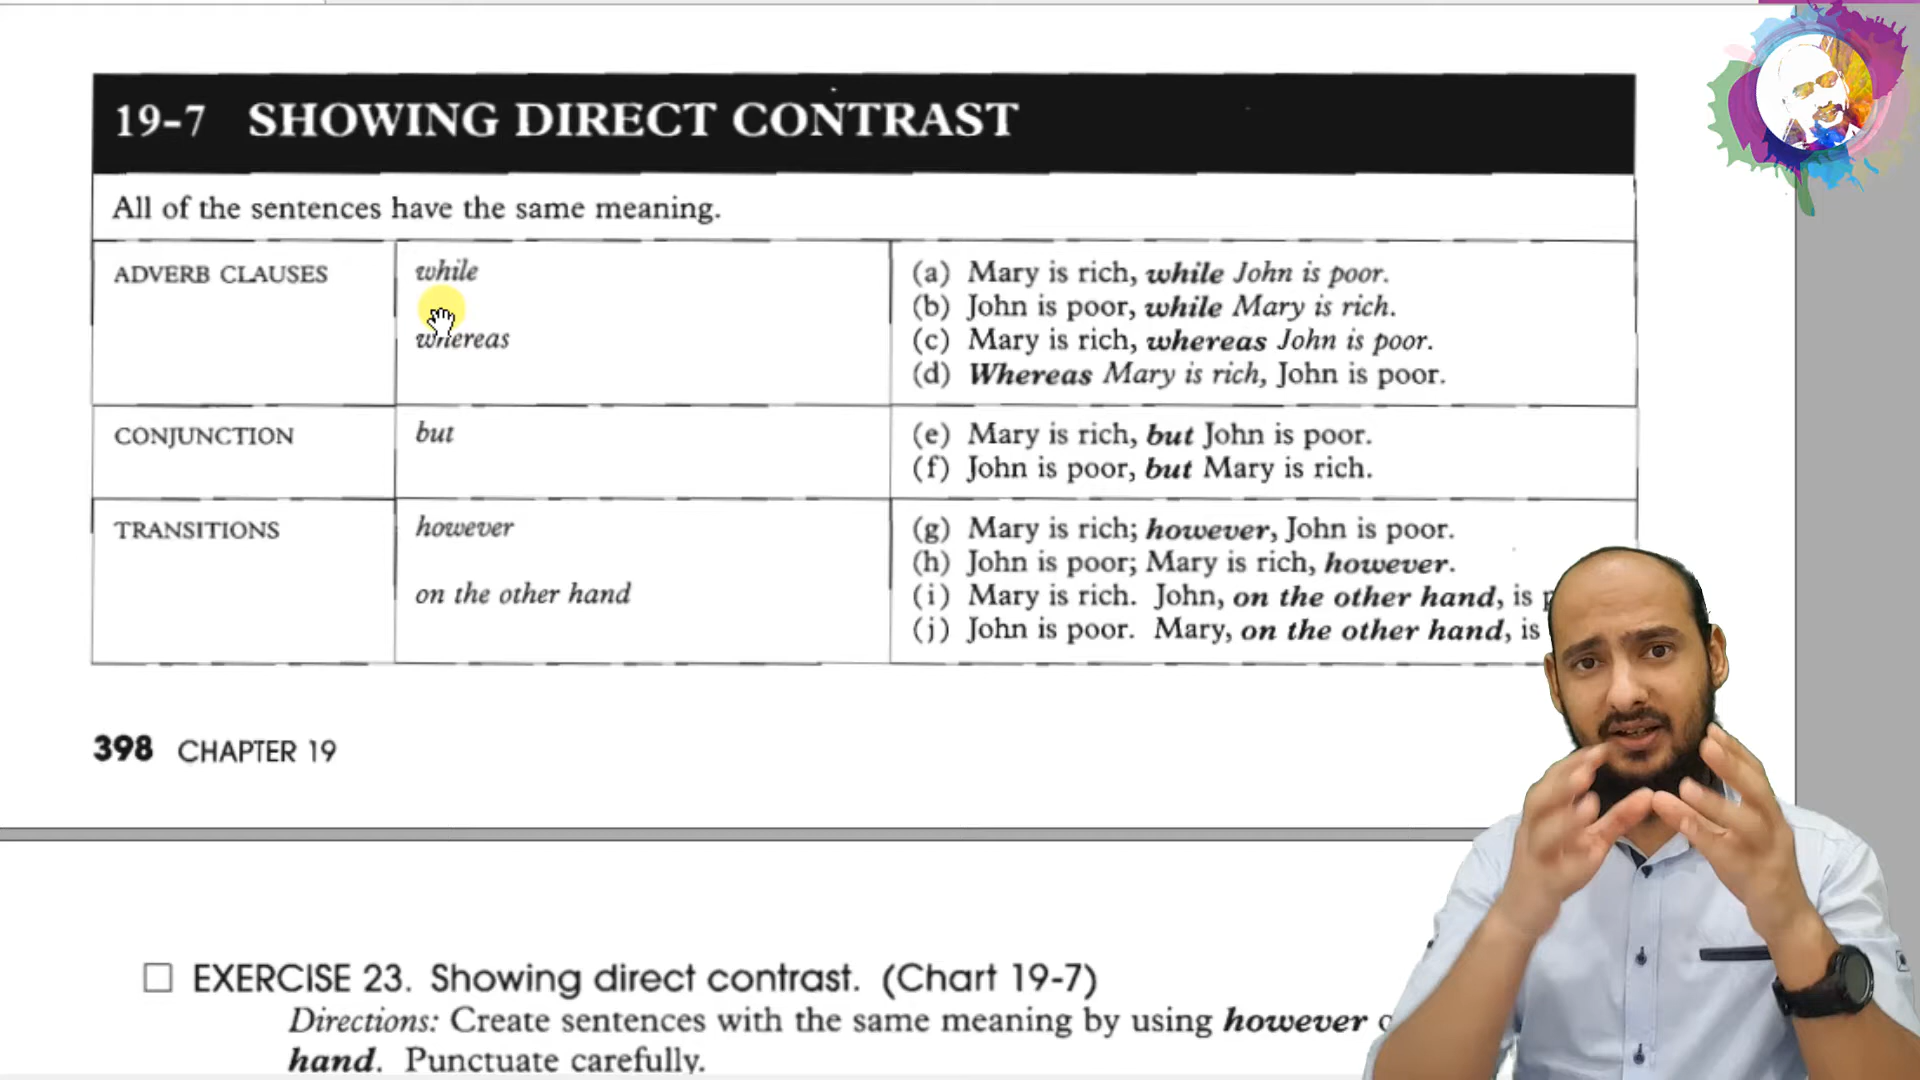 19-7 SHOWING DIRECT CONTRAST
All of the sentences have the same meaning.
ADVERB CLAUSES
while
whereas
(a) Mary is rich, while John is poor.
(b) John is poor, while Mary is rich.
(c) Mary is rich, whereas John is poor.
(d) Whereas Mary is rich, John is poor.
CONJUNCTION
but
(e) Mary is rich, but John is poor.
(f) John is poor, but Mary is rich.
TRANSITIONS
however
on the other hand
(g) Mary is rich; however, John is poor.
(h) John is poor; Mary is rich, however.
(i) Mary is rich. John, on the other hand, is
(j) John is poor. Mary, on the other hand, is
398 CHAPTER 19
EXERCISE 23. Showing direct contrast. (Chart 19-7)
Directions: Create sentences with the same meaning by using however
hand. Punctuate carefully.